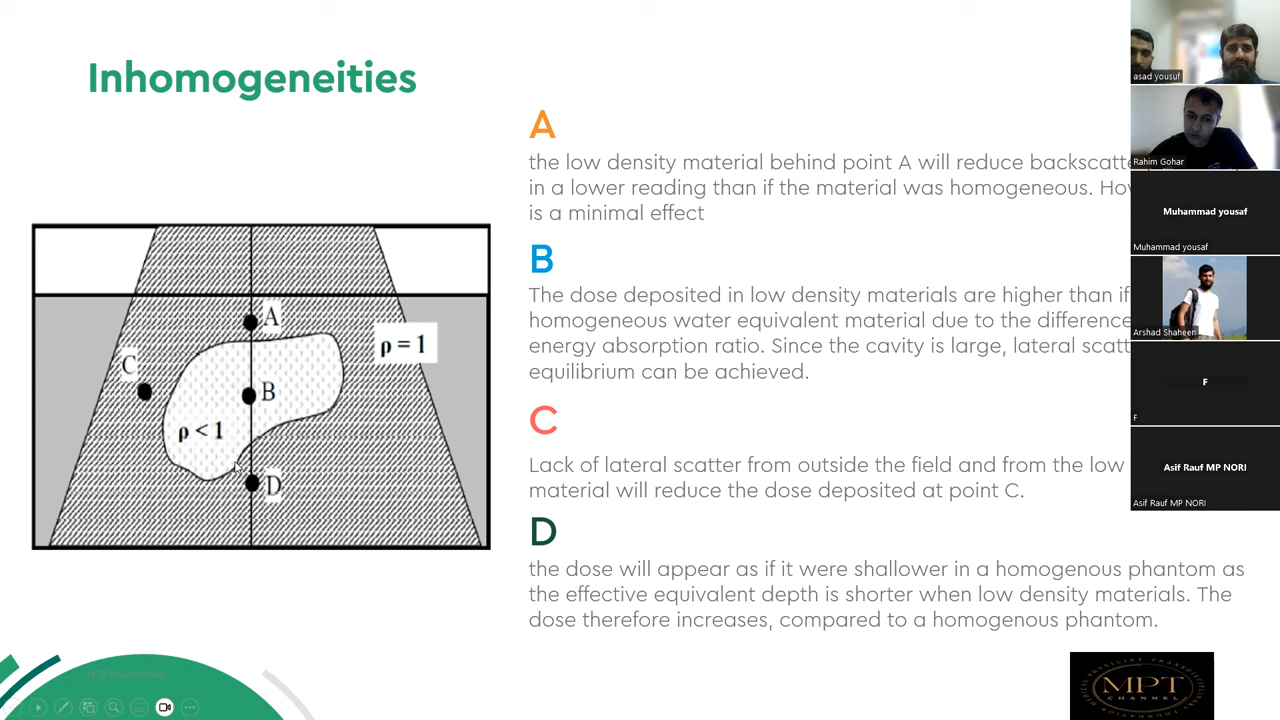 Inhomogeneities
A
the low density material behind point A will reduce
in a lower reading than if the material was homogeneous.
is a minimal effect
B
The dose deposited in low density materials are higher than if
homogeneous water equivalent material due to the difference
energy absorption ratio. Since the cavity is large, lateral
equilibrium can be achieved.
C
Lack of lateral scatter from outside the field and from the low
material will reduce the dose deposited at point C.
D
the dose will appear as if it were shallower in a homogenous phantom as
the effective equivalent depth is shorter when low density materials. The
dose therefore increases, compared to a homogenous phantom.
A
ρ = 1
C
B
ρ < 1
D
asad yousuf
Rahim Gohar
Muhammad yousaf
Muhammad yousaf
Arshad Shaheen
F
F
Asif Rauf MP NORI
Asif Rauf MP NORI
MPT
CHANNEL